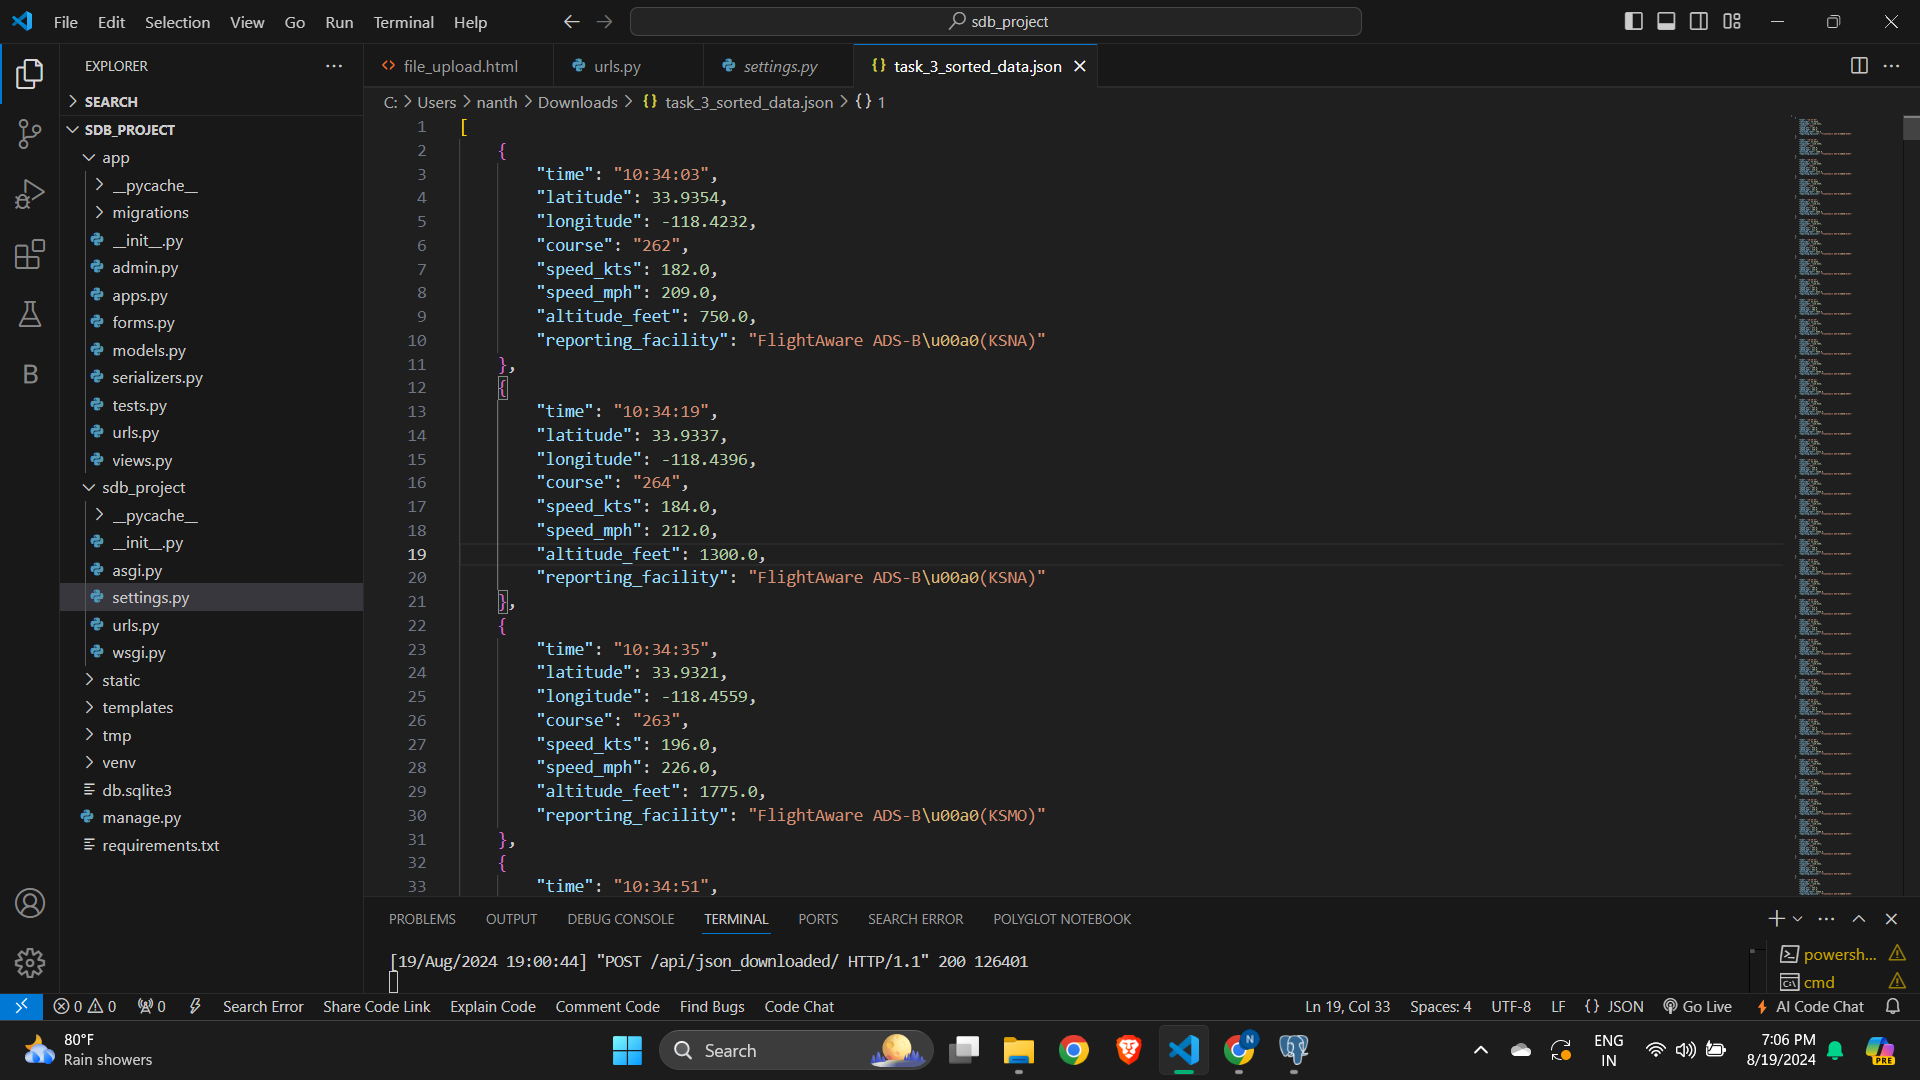 File Edit Selection View Go Run Terminal Help
sdb_project
EXPLORER
SEARCH
SDB_PROJECT
app
__pycache__
migrations
__init__.py
admin.py
apps.py
forms.py
models.py
serializers.py
tests.py
urls.py
views.py
sdb_project
__pycache__
__init__.py
asgi.py
settings.py
urls.py
wsgi.py
static
templates
tmp
venv
db.sqlite3
manage.py
requirements.txt
file_upload.html urls.py settings.py {} task_3_sorted_data.json
C: > Users > nanth > Downloads > {} task_3_sorted_data.json > {} 1
1 [
2 {
3 "time": "10:34:03",
4 "latitude": 33.9354,
5 "longitude": -118.4232,
6 "course": "262",
7 "speed_kts": 182.0,
8 "speed_mph": 209.0,
9 "altitude_feet": 750.0,
10 "reporting_facility": "FlightAware ADS-B\u00a0(KSNA)"
11 },
12 {
13 "time": "10:34:19",
14 "latitude": 33.9337,
15 "longitude": -118.4396,
16 "course": "264",
17 "speed_kts": 184.0,
18 "speed_mph": 212.0,
19 "altitude_feet": 1300.0,
20 "reporting_facility": "FlightAware ADS-B\u00a0(KSNA)"
21 },
22 {
23 "time": "10:34:35",
24 "latitude": 33.9321,
25 "longitude": -118.4559,
26 "course": "263",
27 "speed_kts": 196.0,
28 "speed_mph": 226.0,
29 "altitude_feet": 1775.0,
30 "reporting_facility": "FlightAware ADS-B\u00a0(KSMO)"
31 },
32 {
33 "time": "10:34:51",
PROBLEMS OUTPUT DEBUG CONSOLE TERMINAL PORTS SEARCH ERROR POLYGLOT NOTEBOOK
[19/Aug/2024 19:00:44] "POST /api/json_downloaded/ HTTP/1.1" 200 126401
powersh...
cmd
0 0 0 Search Error Share Code Link Explain Code Comment Code Find Bugs Code Chat Ln 19, Col 33 Spaces: 4 UTF-8 LF {} JSON Go Live AI Code Chat
80°F
Rain showers
Search
N
ENG
IN
7:06 PM
8/19/2024
PRE